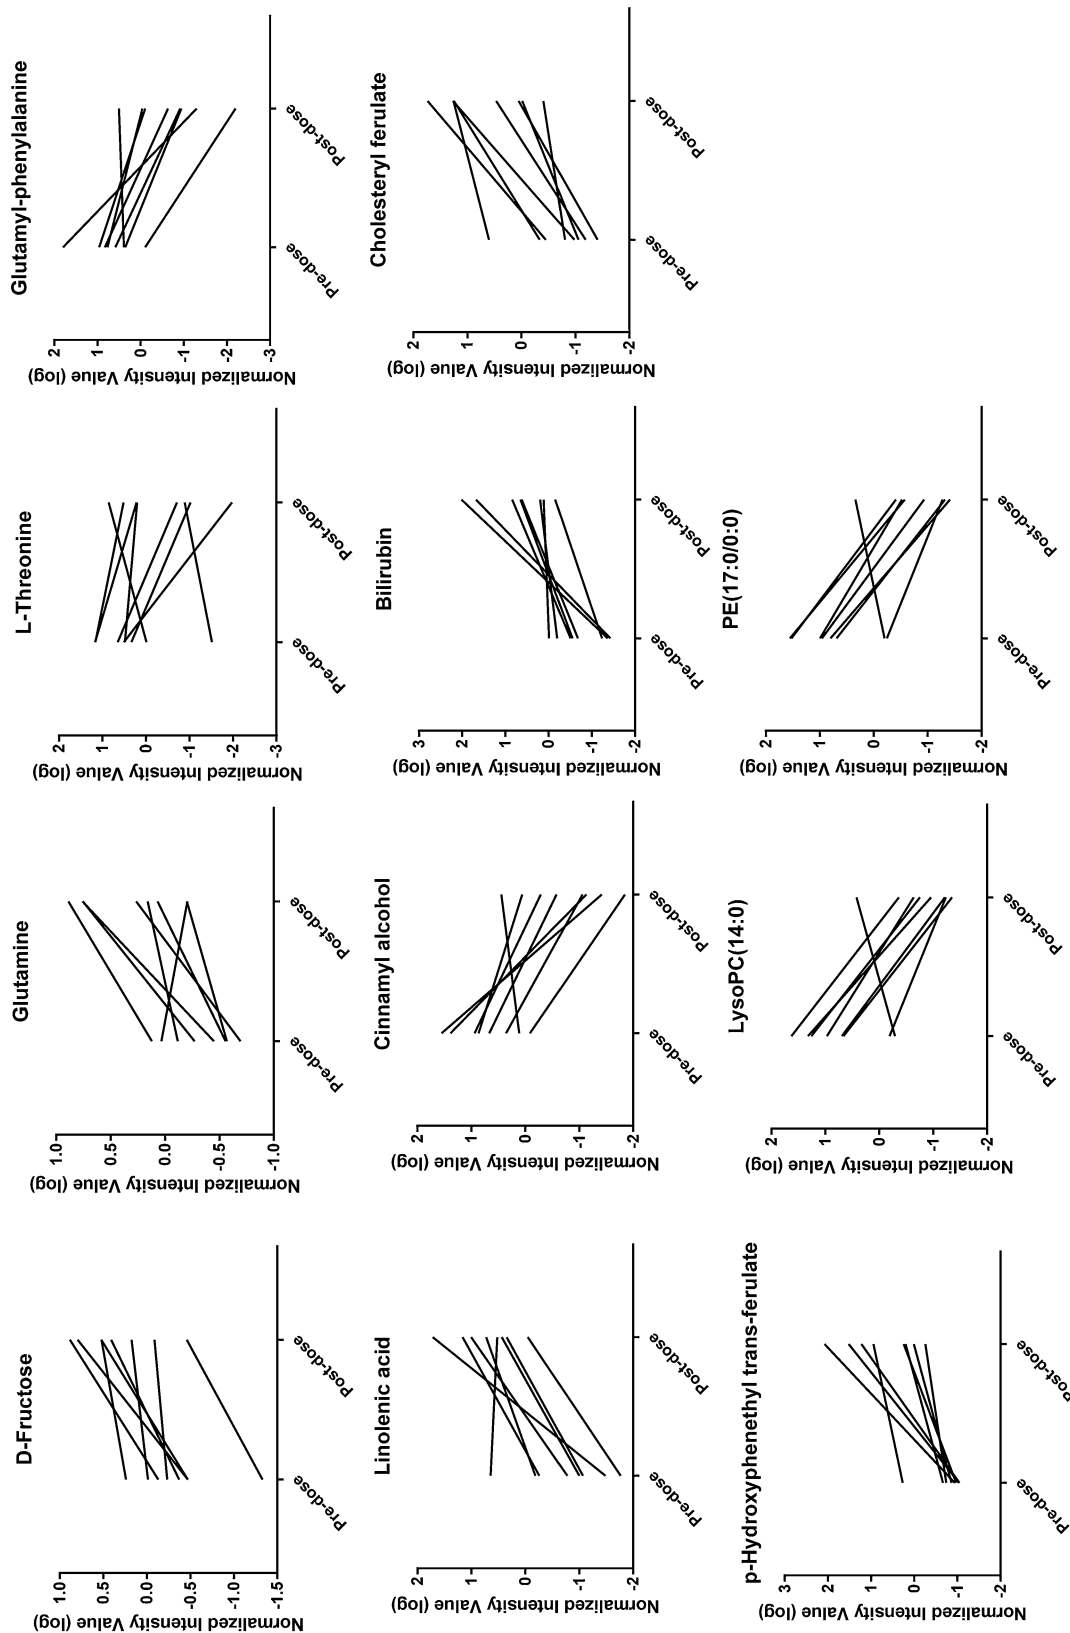 D-Fructose
Normalized Intensity Value (log)
1.0
0.5
0.0
-0.5
-1.0
-1.5
Pre-dose
Post-dose
Glutamine
Normalized Intensity Value (log)
1.0
0.5
0.0
-0.5
-1.0
Pre-dose
Post-dose
L-Threonine
Normalized Intensity Value (log)
2
1
0
-1
-2
-3
Pre-dose
Post-dose
Glutamyl-phenylalanine
Normalized Intensity Value (log)
2
1
0
-1
-2
-3
Pre-dose
Post-dose
Linolenic acid
Normalized Intensity Value (log)
2
1
0
-1
-2
Pre-dose
Post-dose
Cinnamyl alcohol
Normalized Intensity Value (log)
2
1
0
-1
-2
Pre-dose
Post-dose
Bilirubin
Normalized Intensity Value (log)
3
2
1
0
-1
-2
Pre-dose
Post-dose
Cholesteryl ferulate
Normalized Intensity Value (log)
2
1
0
-1
-2
Pre-dose
Post-dose
p-Hydroxyphenethyl trans-ferulate
Normalized Intensity Value (log)
3
2
1
0
-1
-2
Pre-dose
Post-dose
LysoPC(14:0)
Normalized Intensity Value (log)
2
1
0
-1
-2
Pre-dose
Post-dose
PE(17:0/0:0)
Normalized Intensity Value (log)
2
1
0
-1
-2
Pre-dose
Post-dose